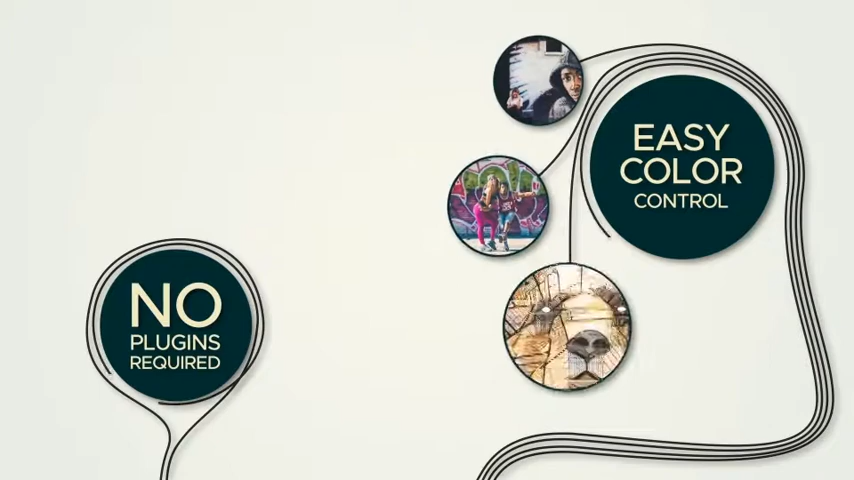 EASY
COLOR
CONTROL
NO
PLUGINS
REQUIRED